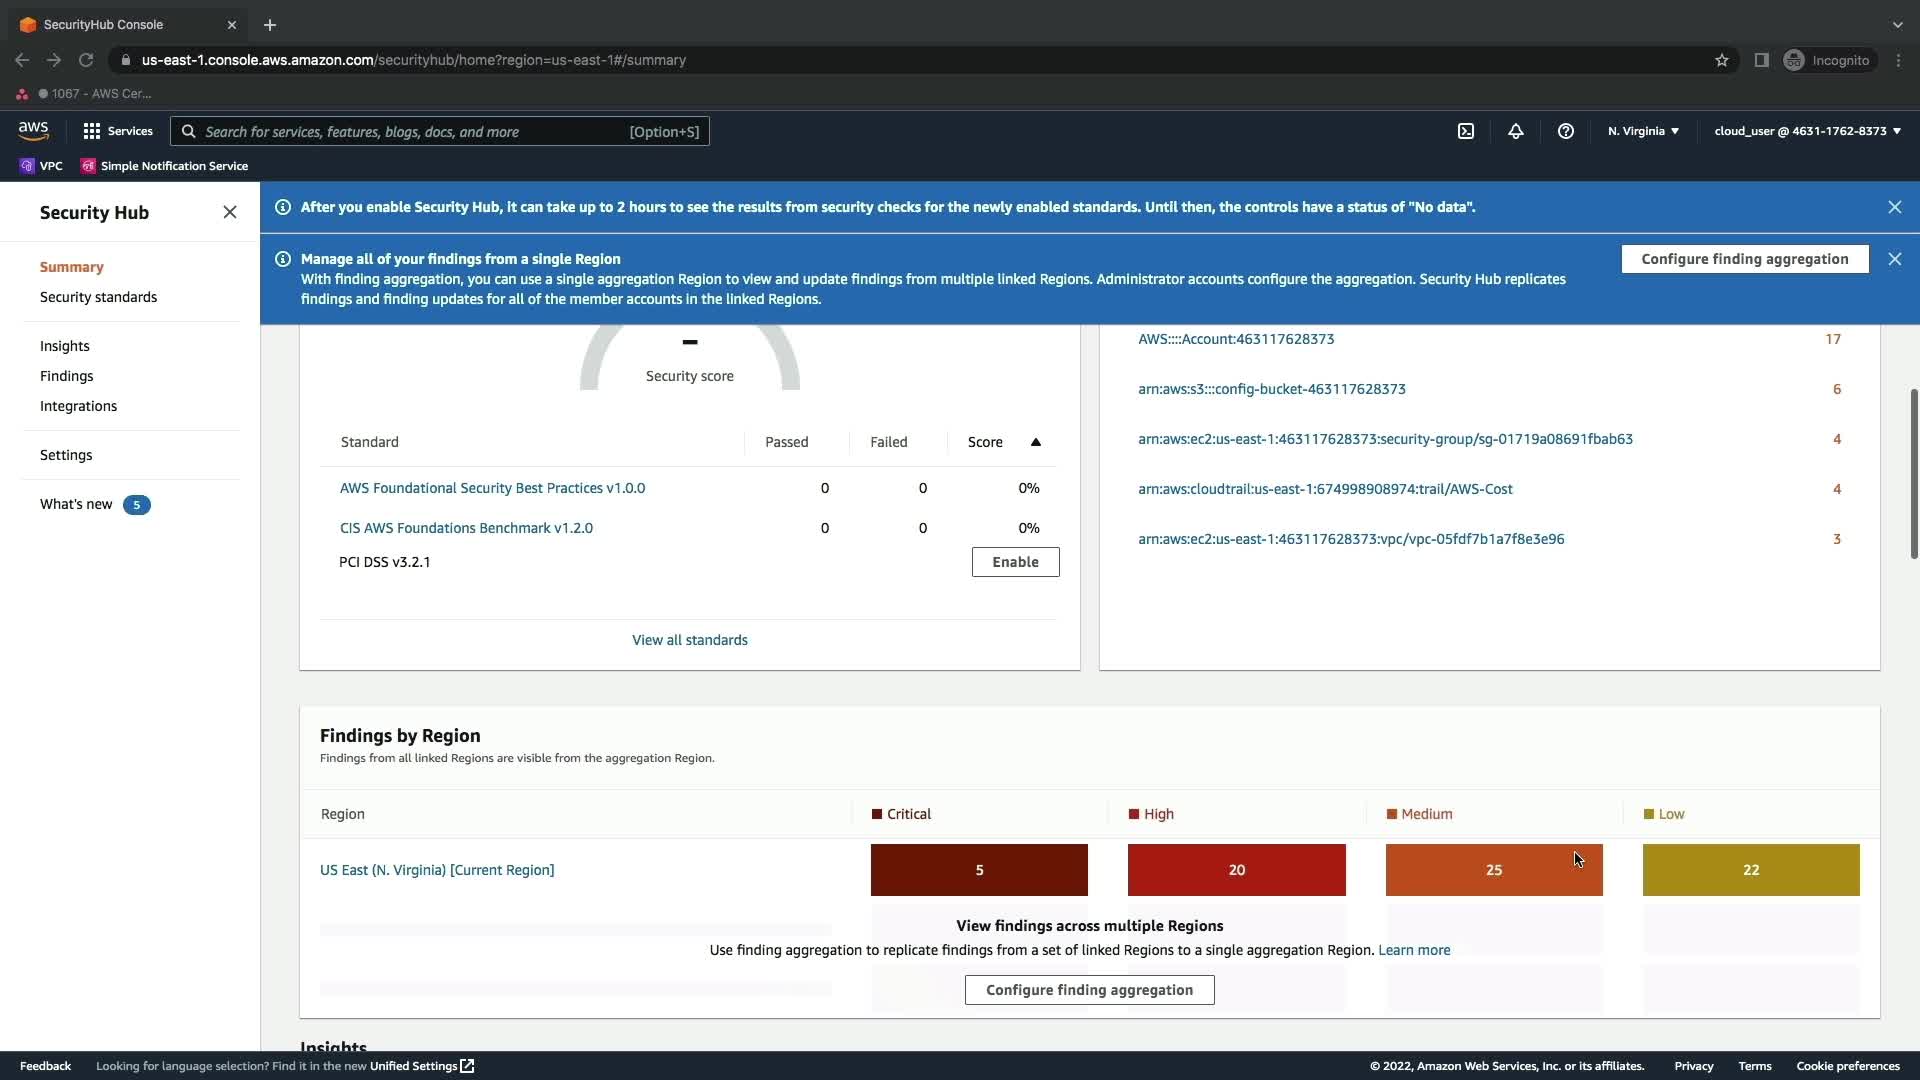 SecurityHub Console
us-east-1.console.aws.amazon.com/securityhub/home?region=us-east-1#/summary
Incognito
1067 - AWS Cer...
aws
Services
Search for services, features, blogs, docs, and more
[Option+S]
N. Virginia
cloud_user @ 4631-1762-8373
VPC
Simple Notification Service
Security Hub
Summary
Security standards
Insights
Findings
Integrations
Settings
What's new 5
After you enable Security Hub, it can take up to 2 hours to see the results from security checks for the newly enabled standards. Until then, the controls have a status of "No data".
Manage all of your findings from a single Region
With finding aggregation, you can use a single aggregation Region to view and update findings from multiple linked Regions. Administrator accounts configure the aggregation. Security Hub replicates
findings and finding updates for all of the member accounts in the linked Regions.
Configure finding aggregation
–
Security score
Standard Passed Failed Score
AWS Foundational Security Best Practices v1.0.0 0 0 0%
CIS AWS Foundations Benchmark v1.2.0 0 0 0%
PCI DSS v3.2.1 Enable
View all standards
AWS::::Account:463117628373 17
arn:aws:s3:::config-bucket-463117628373 6
arn:aws:ec2:us-east-1:463117628373:security-group/sg-01719a08691fbab63 4
arn:aws:cloudtrail:us-east-1:674998908974:trail/AWS-Cost 4
arn:aws:ec2:us-east-1:463117628373:vpc/vpc-05fdf7b1a7f8e3e96 3
Findings by Region
Findings from all linked Regions are visible from the aggregation Region.
Region Critical High Medium Low
US East (N. Virginia) [Current Region] 5 20 25 22
View findings across multiple Regions
Use finding aggregation to replicate findings from a set of linked Regions to a single aggregation Region. Learn more
Configure finding aggregation
Insights
Feedback
Looking for language selection? Find it in the new Unified Settings
© 2022, Amazon Web Services, Inc. or its affiliates.
Privacy
Terms
Cookie preferences